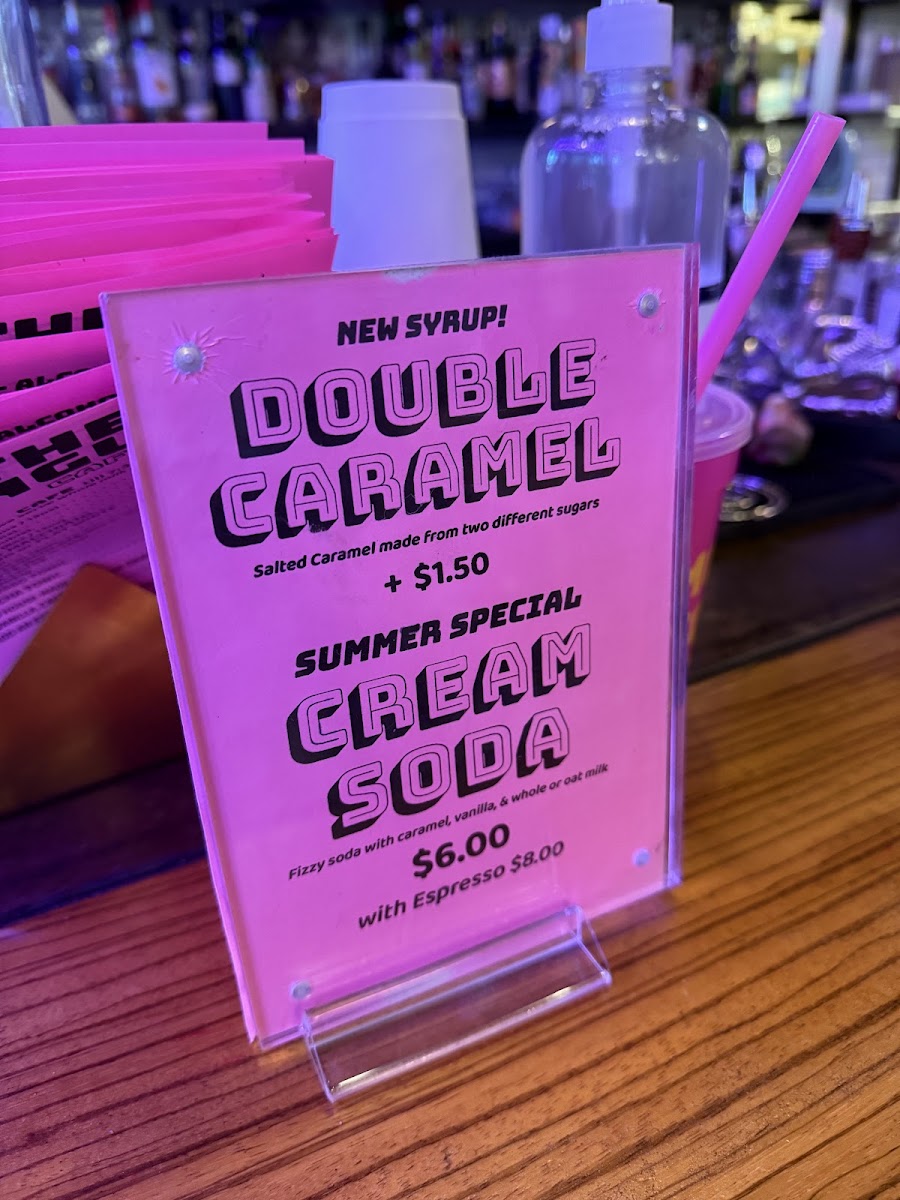 NEW SYRUP!
DOUBLE
CARAMEL
Salted Caramel made from two different sugars
+ $1.50
SUMMER SPECIAL
CREAM
SODA
Fizzy soda with caramel, vanilla, & whole or oat milk
$6.00
with Espresso $8.00